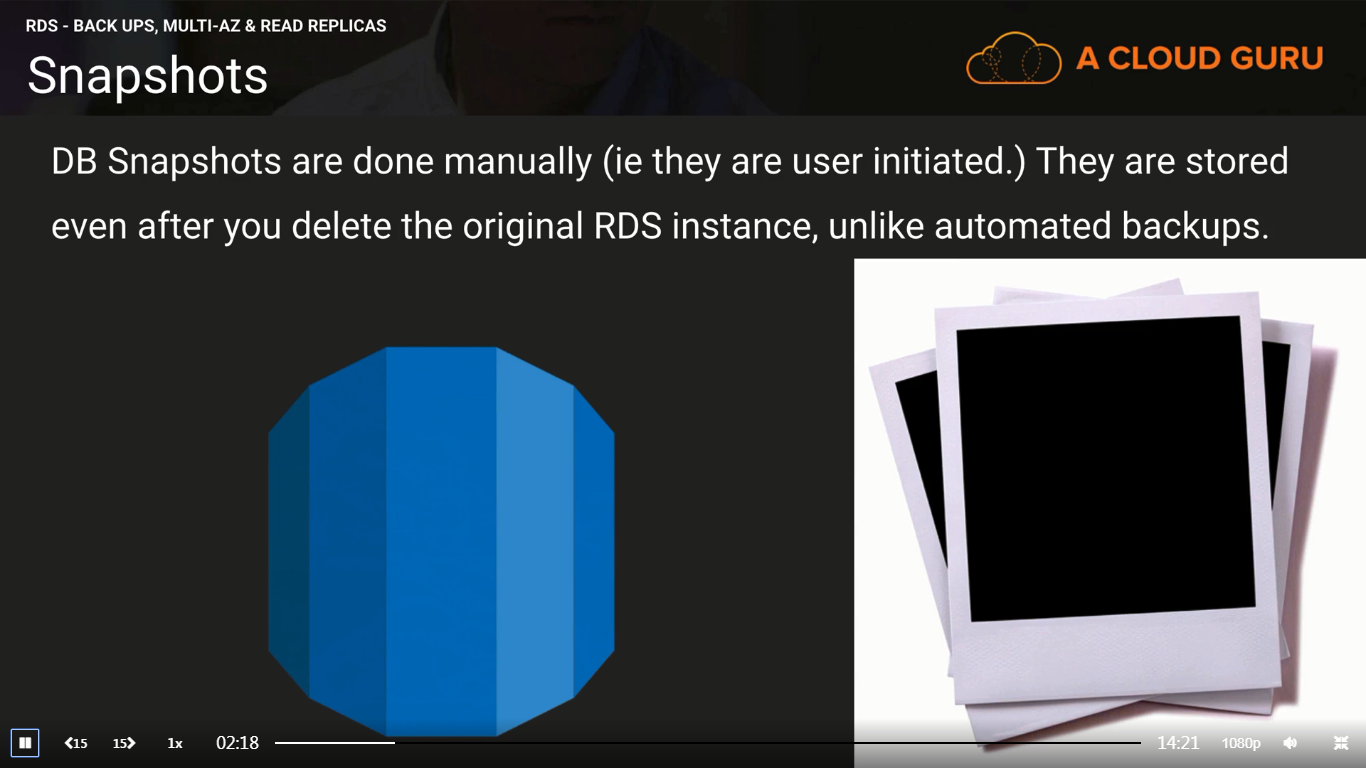 RDS - BACK UPS, MULTI-AZ & READ REPLICAS
Snapshots
A CLOUD GURU
DB Snapshots are done manually (ie they are user initiated.) They are stored
even after you delete the original RDS instance, unlike automated backups.
15 15 1x 02:18 14:21 1080p